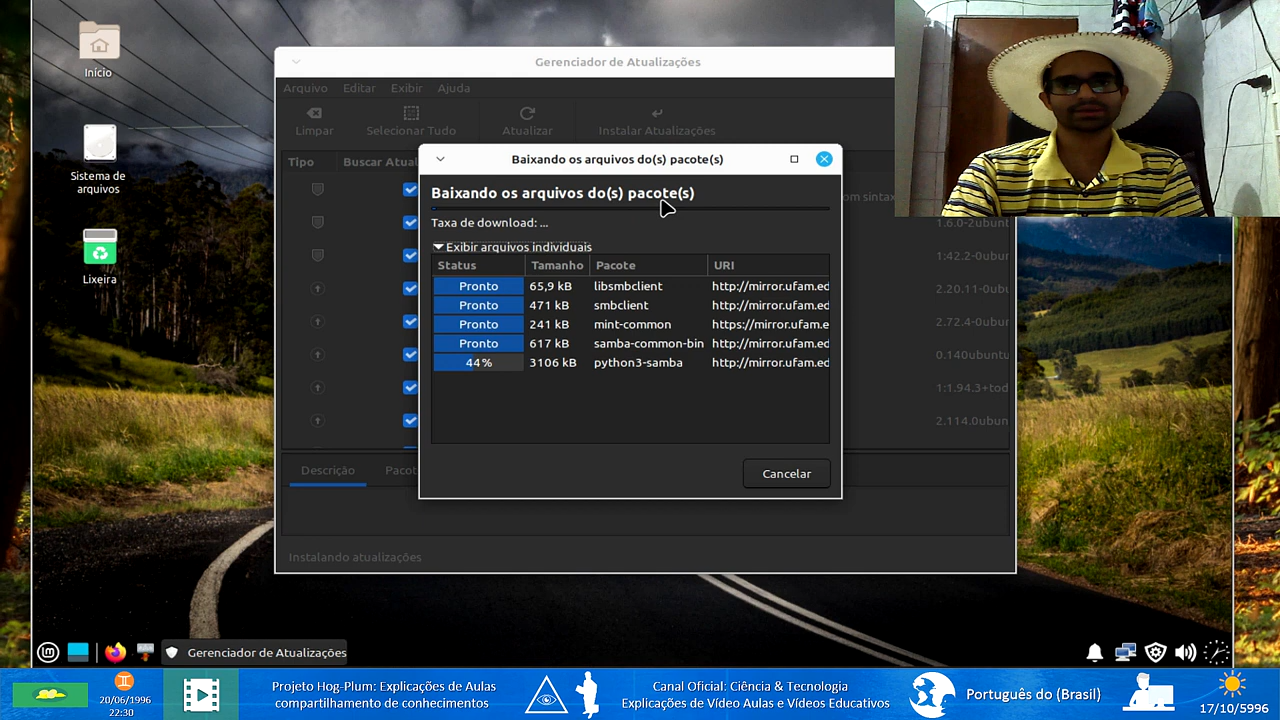 Início
Sistema de
arquivos
Lixeira
Gerenciador de Atualizações
Arquivo Editar Exibir Ajuda
Limpar Selecionar Tudo Atualizar Instalar Atualizações
Tipo Buscar Atual
om sintax
1.6.0-2ubun
1:42.2-0ubu
2.20.11-0ub
2.72.4-0ubur
0.140ubuntu
1:1.94.3+tod
2.114.0ubun
Baixando os arquivos do(s) pacote(s)
Baixando os arquivos do(s) pacote(s)
Taxa de download: ...
Exibir arquivos individuais
Status Tamanho Pacote URI
Pronto 65,9 kB libsmbclient http://mirror.ufam.ed
Pronto 471 kB smbclient http://mirror.ufam.ed
Pronto 241 kB mint-common https://mirror.ufam.e
Pronto 617 kB samba-common-bin http://mirror.ufam.ed
44% 3106 kB python3-samba http://mirror.ufam.ed
Cancelar
Descrição Pacot
Instalando atualizações
Gerenciador de Atualizações
20/06/1996
22:30
Projeto Hog-Plum: Explicações de Aulas
compartilhamento de conhecimentos
Canal Oficial: Ciência & Tecnologia
Explicações de Vídeo Aulas e Vídeos Educativos
Português do (Brasil)
17/10/5996